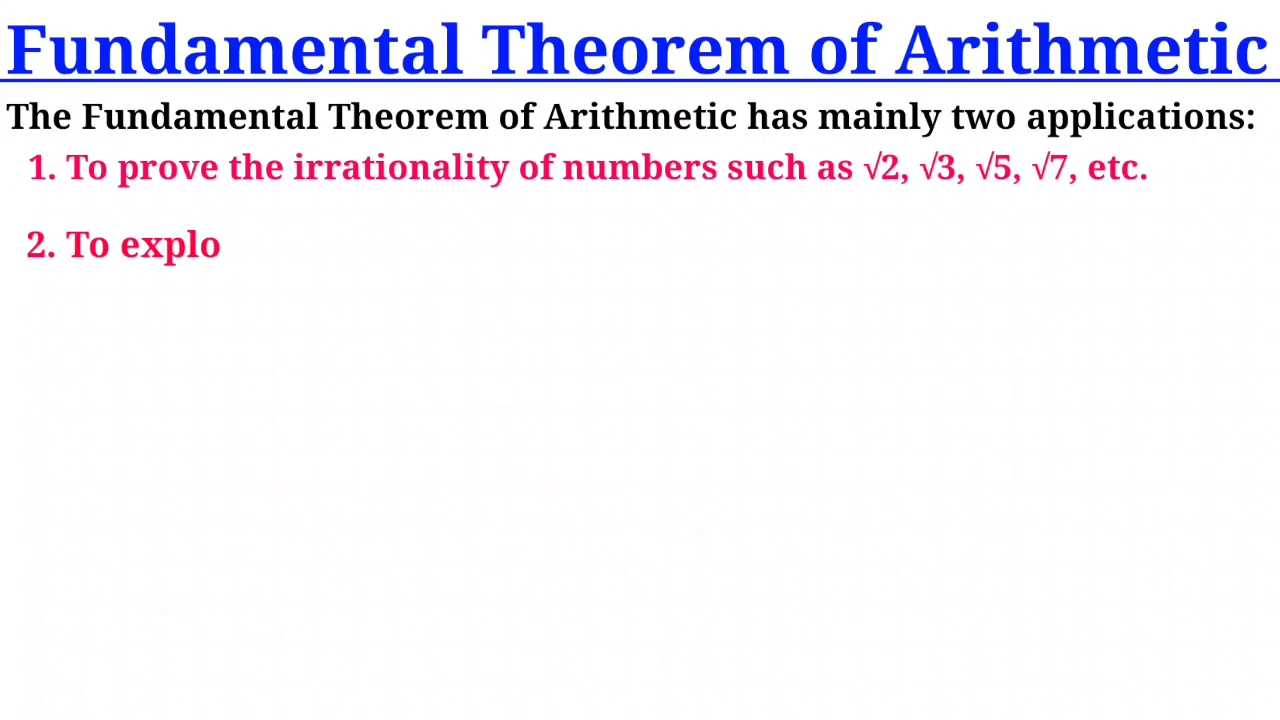 Fundamental Theorem of Arithmetic
The Fundamental Theorem of Arithmetic has mainly two applications:
1. To prove the irrationality of numbers such as √2, √3, √5, √7, etc.
2. To explo